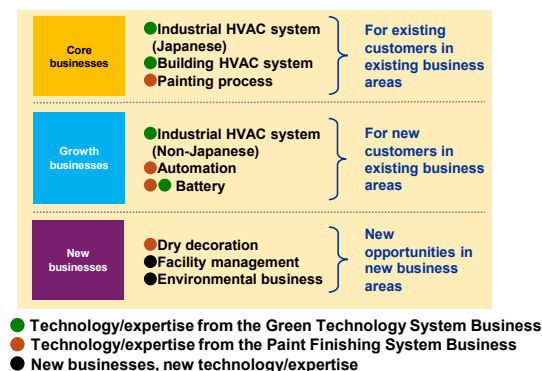 Core
businesses
●Industrial HVAC system
(Japanese)
●Building HVAC system
●Painting process
For existing
customers in
existing business
areas
Growth
businesses
●Industrial HVAC system
(Non-Japanese)
●Automation
●● Battery
For new
customers in
existing business
areas
New
businesses
●Dry decoration
●Facility management
●Environmental business
New
opportunities in
new business
areas
● Technology/expertise from the Green Technology System Business
● Technology/expertise from the Paint Finishing System Business
● New businesses, new technology/expertise